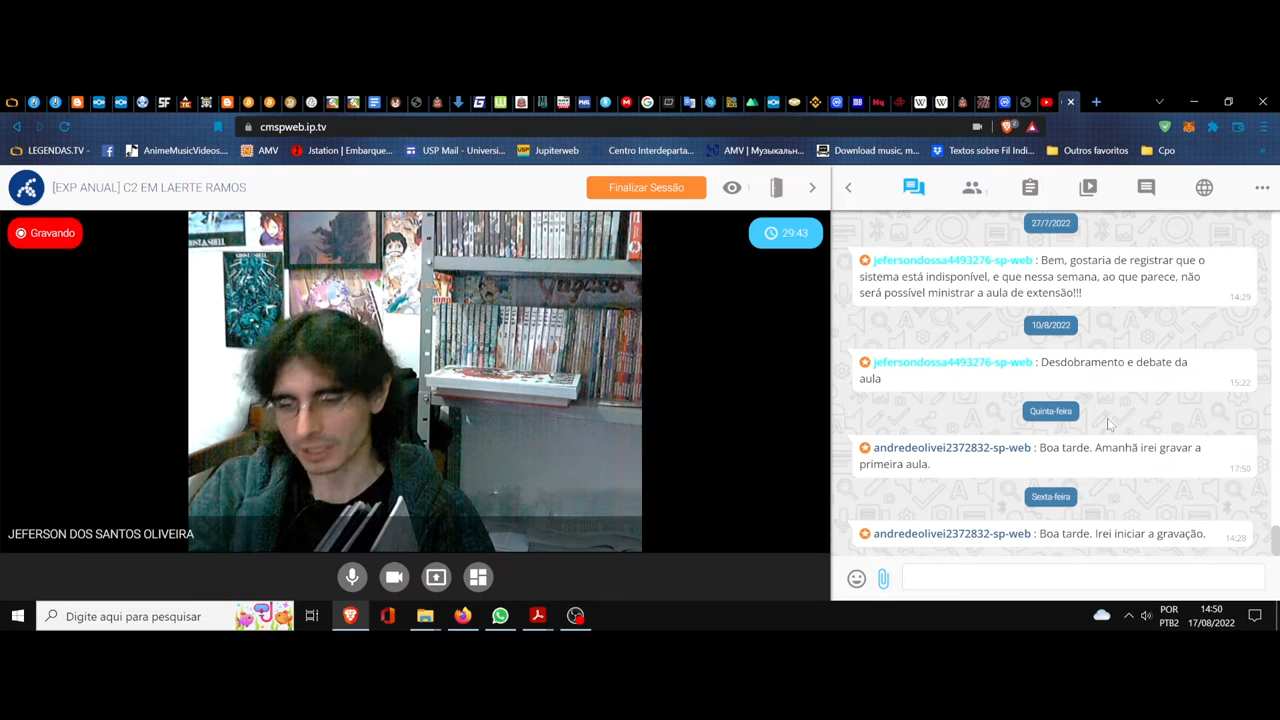 cmspweb.ip.tv
2
LEGENDAS.TV -
AnimeMusicVideos...
AMV
Jstation | Embarque...
USP Mail - Universi...
Jupiterweb
Centro Interdeparta...
AMV | Музыкальн...
Download music, m...
Textos sobre Fil Indi...
Outros favoritos
Cpo
[EXP ANUAL] C2 EM LAERTE RAMOS
Finalizar Sessão
1
1
Gravando
29:43
JEFERSON DOS SANTOS OLIVEIRA
27/7/2022
jefersondossa4493276-sp-web : Bem, gostaria de registrar que o
sistema está indisponível, e que nessa semana, ao que parece, não
será possível ministrar a aula de extensão!!!
14:29
10/8/2022
jefersondossa4493276-sp-web : Desdobramento e debate da
aula
15:22
Quinta-feira
andredeolivei2372832-sp-web : Boa tarde. Amanhã irei gravar a
primeira aula.
17:50
Sexta-feira
andredeolivei2372832-sp-web : Boa tarde. Irei iniciar a gravação.
14:28
Digite aqui para pesquisar
POR
PTB2
14:50
17/08/2022